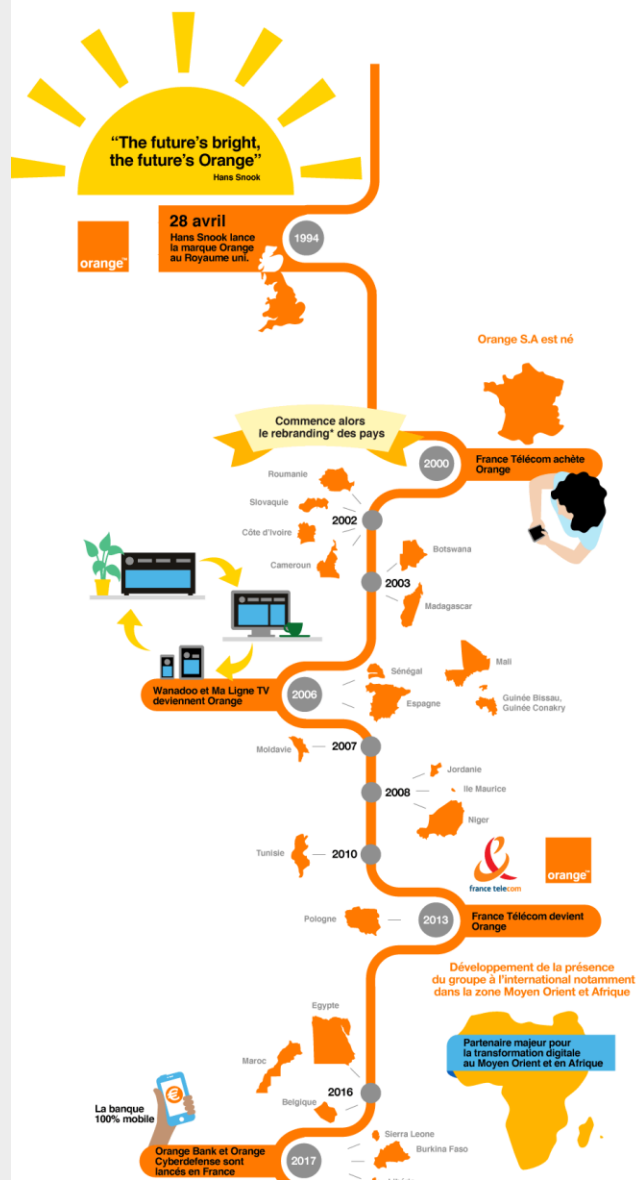 “The future’s bright,
the future’s Orange”
Hans Snook
28 avril
Hans Snook lance
la marque Orange
au Royaume uni.
orange™
1994
Orange S.A est né
Commence alors
le rebranding* des pays
2000
France Télécom achète
Orange
Roumanie
Slovaquie
2002
Côte d'Ivoire
Cameroun
Botswana
2003
Madagascar
Wanadoo et Ma Ligne TV
deviennent Orange
2006
Sénégal
Espagne
Mali
Guinée Bissau,
Guinée Conakry
Moldavie
2007
Jordanie
2008
Ile Maurice
Niger
Tunisie
2010
france telecom
orange™
Pologne
2013
France Télécom devient
Orange
Développement de la présence
du groupe à l'international notamment
dans la zone Moyen Orient et Afrique
Egypte
Maroc
Partenaire majeur pour
la transformation digitale
au Moyen Orient et en Afrique
2016
Belgique
La banque
100% mobile
€
Orange Bank et Orange
Cyberdefense sont
lancés en France
2017
Sierra Leone
Burkina Faso